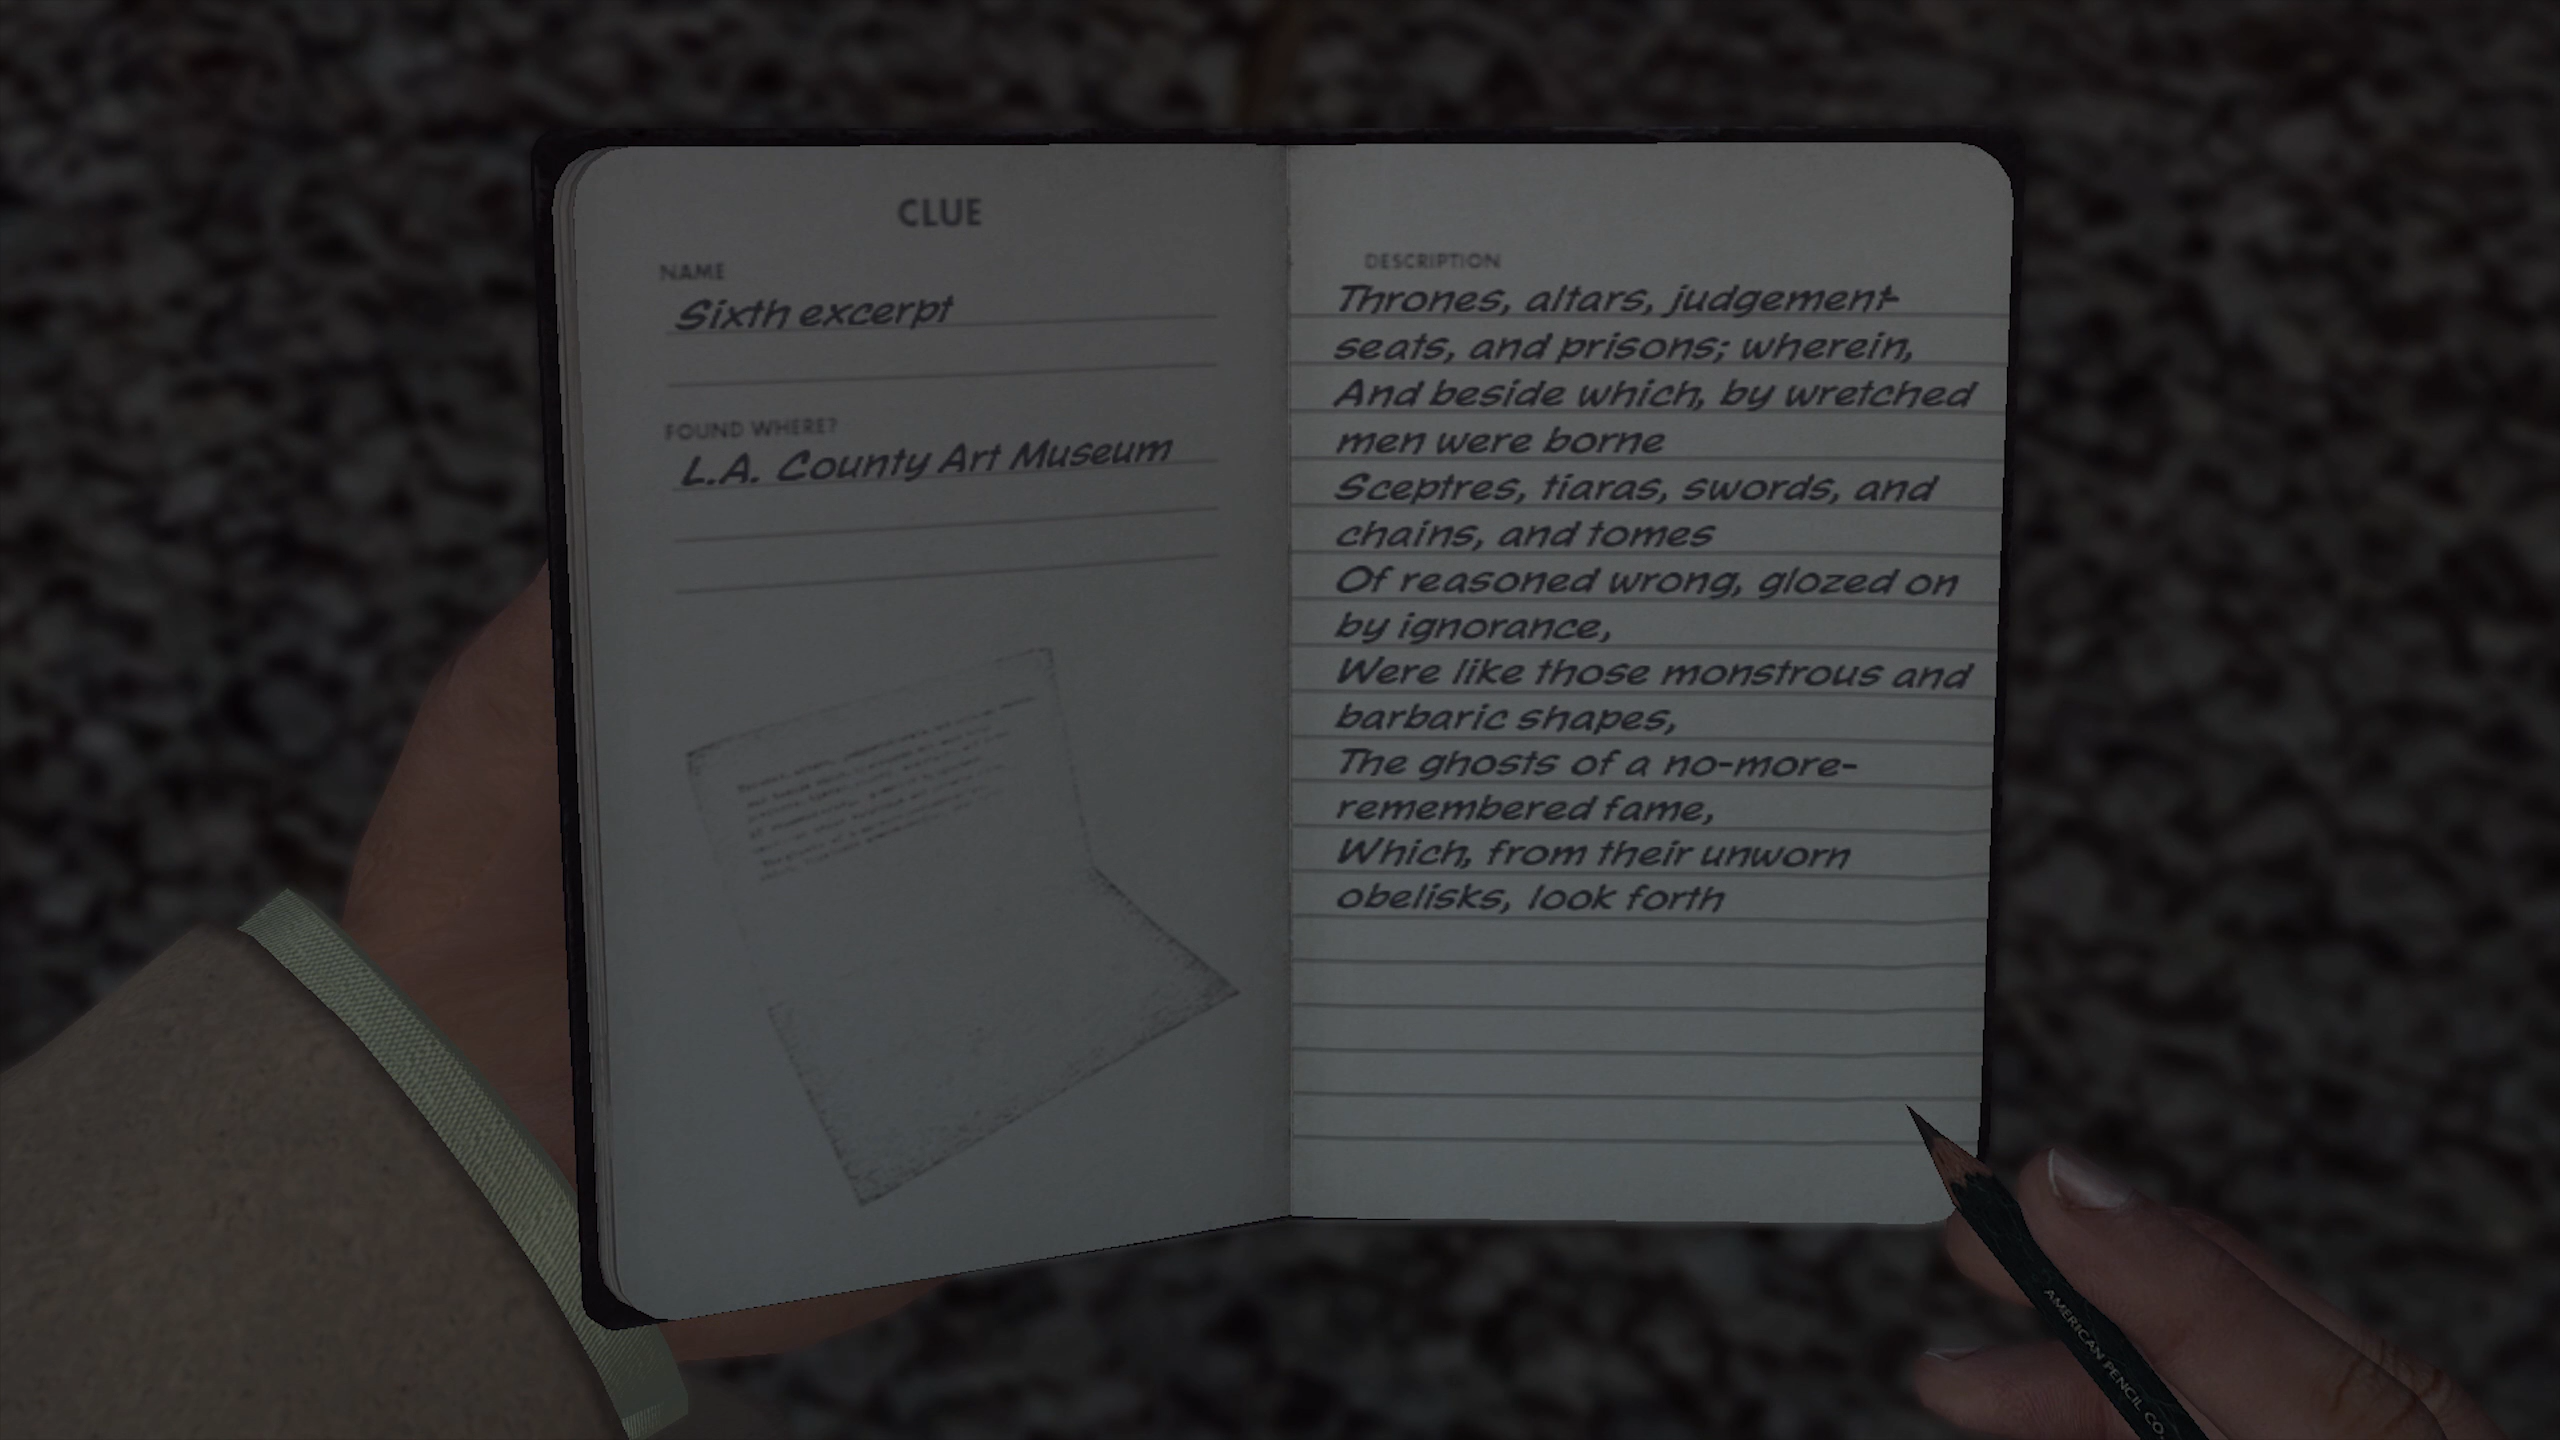 CLUE
NAME
Sixth excerpt
FOUND WHERE?
L.A. County Art Museum
DESCRIPTION
Thrones, altars, judgement-
seats, and prisons; wherein,
And beside which, by wretched
men were borne
Sceptres, tiaras, swords, and
chains, and tomes
Of reasoned wrong, glozed on
by ignorance,
Were like those monstrous and
barbaric shapes,
The ghosts of a no-more-
remembered fame,
Which, from their unworn
obelisks, look forth
AMERICAN PENCIL CO.